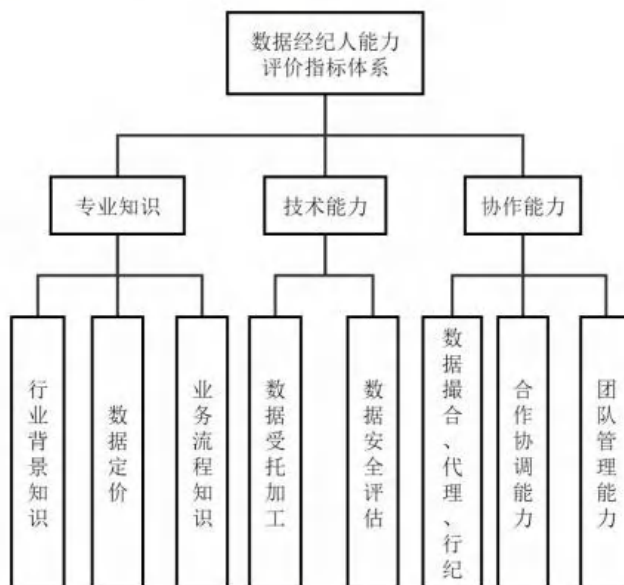 数据经纪人能力
评价指标体系
专业知识
技术能力
协作能力
行业背景知识
数据定价
业务流程知识
数据受托加工
数据安全评估
数据撮合、代理、行纪
合作协调能力
团队管理能力